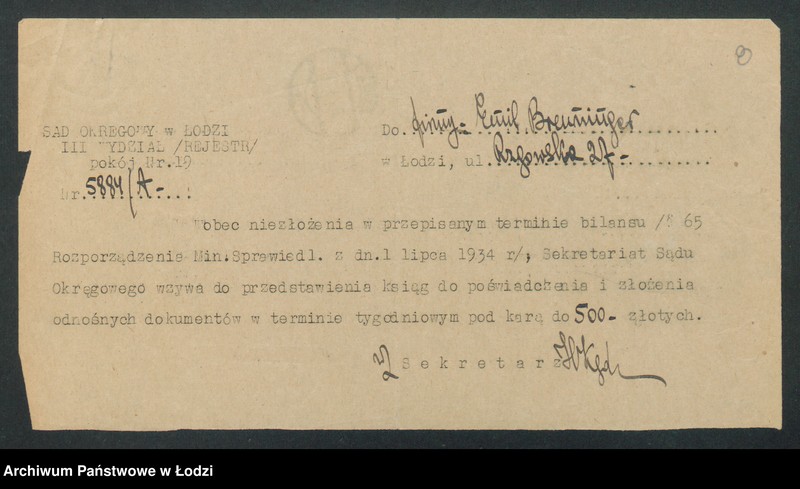 8
SAD OKRĘGOWY w ŁODZI
III WYDZIAŁ /REJESTR/
pokój Nr. 19
Nr. 5884/A-
Do firmy - Emil Breuninger
w Łodzi, ul. Rzgowska 27-
Wobec niezłożenia w przepisanym terminie bilansu /§ 65
Rozporządzenie Min. Sprawiedl. z dn. 1 lipca 1934 r/, Sekretariat Sądu
Okręgowego wzywa do przedstawienia ksiąg do poświadczenia i złożenia
odnośnych dokumentów w terminie tygodniowym pod karą do 500- złotych.
Sekretarz
Archiwum Państwowe w Łodzi